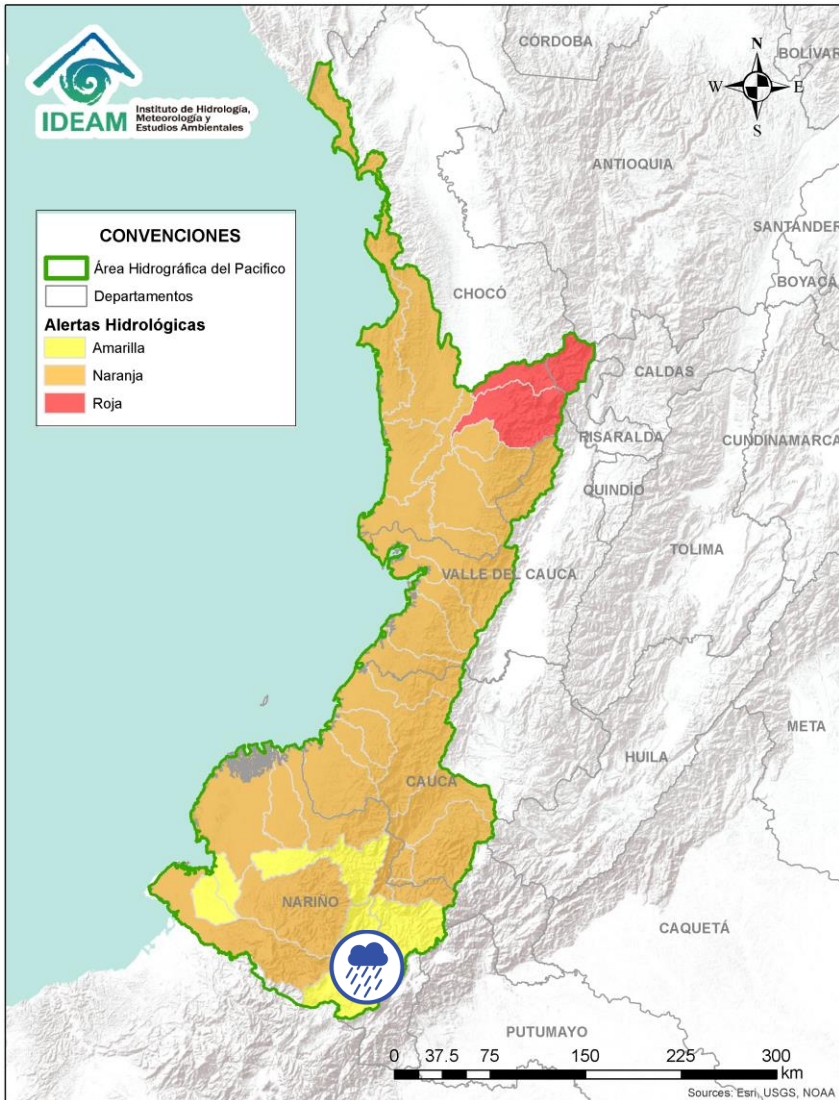 IDEAM
Instituto de Hidrología,
Meteorología y
Estudios Ambientales
N
W E
S
CÓRDOBA
BOLÍVAR
ANTIOQUIA
SANTANDER
BOYACÁ
CONVENCIONES
Área Hidrográfica del Pacifico
Departamentos
Alertas Hidrológicas
Amarilla
Naranja
Roja
CHOCÓ
CALDAS
RISARALDA
CUNDINAMARCA
QUINDÍO
TOLIMA
VALLE DEL CAUCA
META
HUILA
CAUCA
NARIÑO
CAQUETÁ
PUTUMAYO
0 37.5 75 150 225 300
km
Sources: Esri, USGS, NOAA